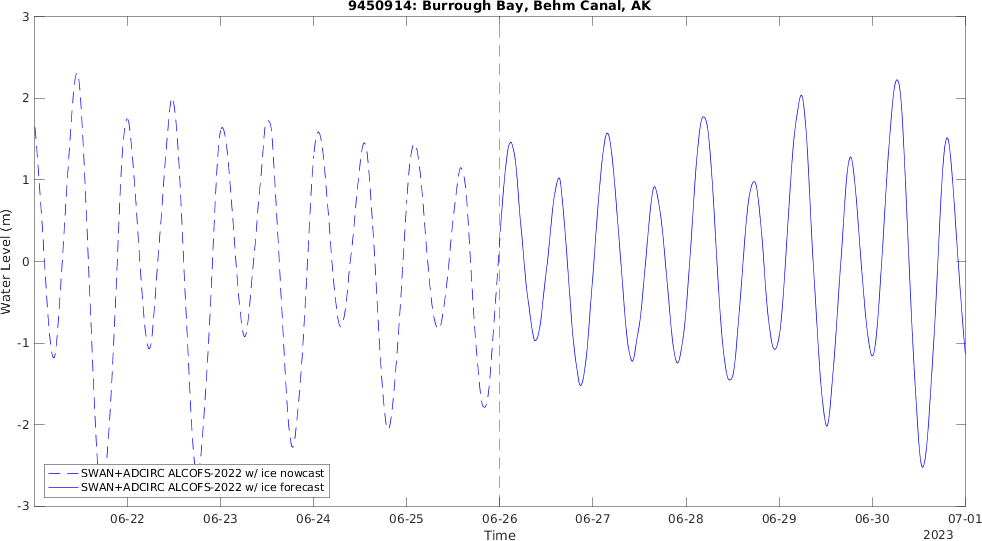 9450914: Burrough Bay, Behm Canal, AK
3
2
1
0
-1
-2
-3
Water Level (m)
SWAN+ADCIRC ALCOFS-2022 w/ ice nowcast
SWAN+ADCIRC ALCOFS-2022 w/ ice forecast
06-22 06-23 06-24 06-25 06-26 06-27 06-28 06-29 06-30 07-01
Time
2023